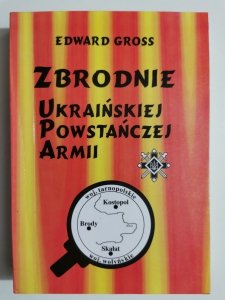 EDWARD GROSS
ZBRODNIE
UKRAIŃSKIEJ
POWSTAŃCZEJ
ARMII
woj. tarnopolskie
Kostopol
Brody
Skałat
woj. wołyńskie